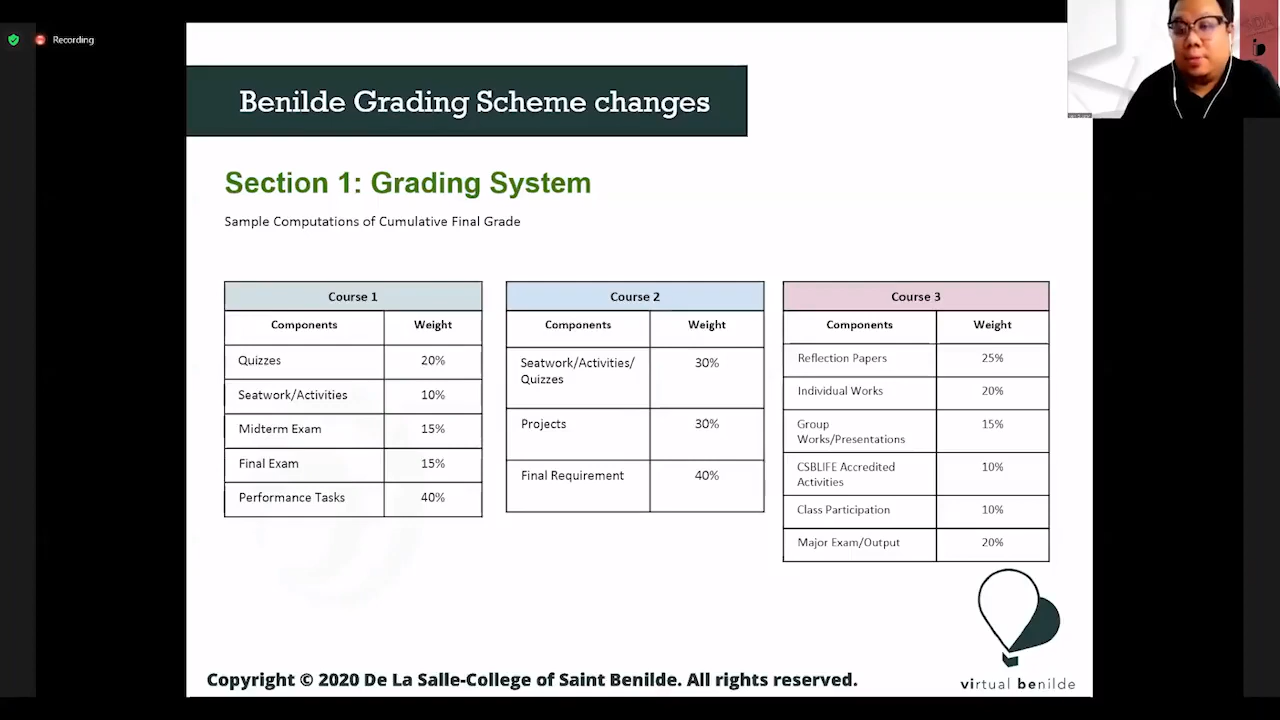 Recording
Benilde Grading Scheme changes
Section 1: Grading System
Sample Computations of Cumulative Final Grade
Course 1
Components Weight
Quizzes 20%
Seatwork/Activities 10%
Midterm Exam 15%
Final Exam 15%
Performance Tasks 40%
Course 2
Components Weight
Seatwork/Activities/ 30%
Quizzes
Projects 30%
Final Requirement 40%
Course 3
Components Weight
Reflection Papers 25%
Individual Works 20%
Group 15%
Works/Presentations
CSBLIFE Accredited 10%
Activities
Class Participation 10%
Major Exam/Output 20%
virtual benilde
Copyright © 2020 De La Salle-College of Saint Benilde. All rights reserved.